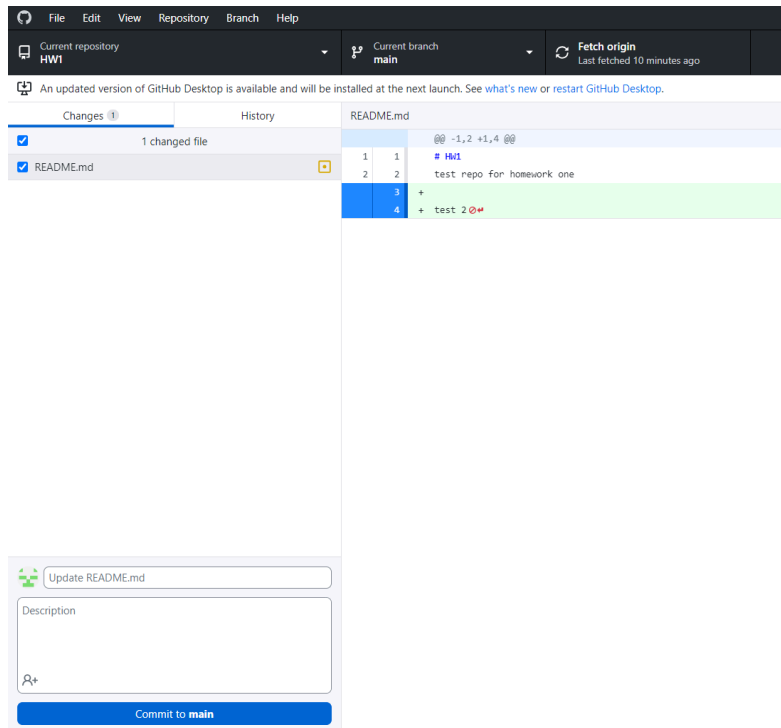 File Edit View Repository Branch Help
Current repository
HW1
Current branch
main
Fetch origin
Last fetched 10 minutes ago
An updated version of GitHub Desktop is available and will be installed at the next launch. See what's new or restart GitHub Desktop.
Changes 1 History
README.md
1 changed file
README.md
@@ -1,2 +1,4 @@
1 1 # HW1
2 2 test repo for homework one
3 +
4 + test 2
Update README.md
Description
Commit to main